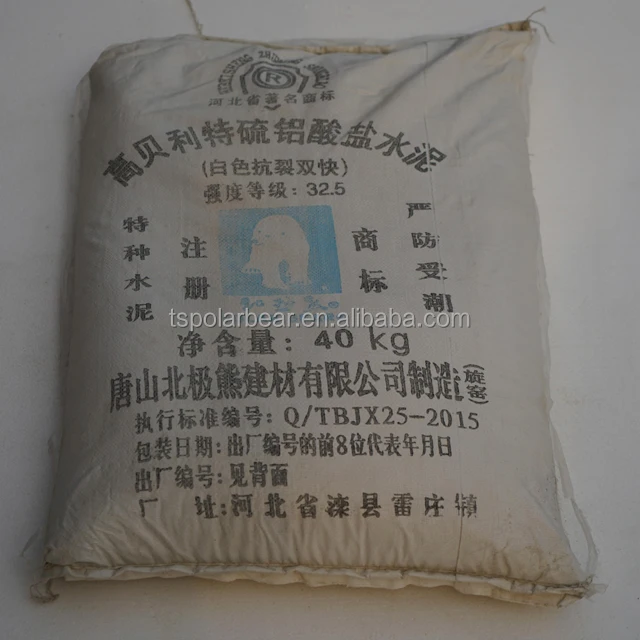 河北省著名商标
高贝利特硫铝酸盐水泥
(白色抗裂双快)
强度等级：32.5
特种水泥
注册
商标
严防受潮
tspolarbear.en.alibaba.com
净含量：40 kg
唐山北极熊建材有限公司制造(旋窑)
执行标准编号：Q/TBJX25-2015
包装日期：出厂编号的前8位代表年月日
出厂编号：见背面
厂 址：河北省滦县雷庄镇